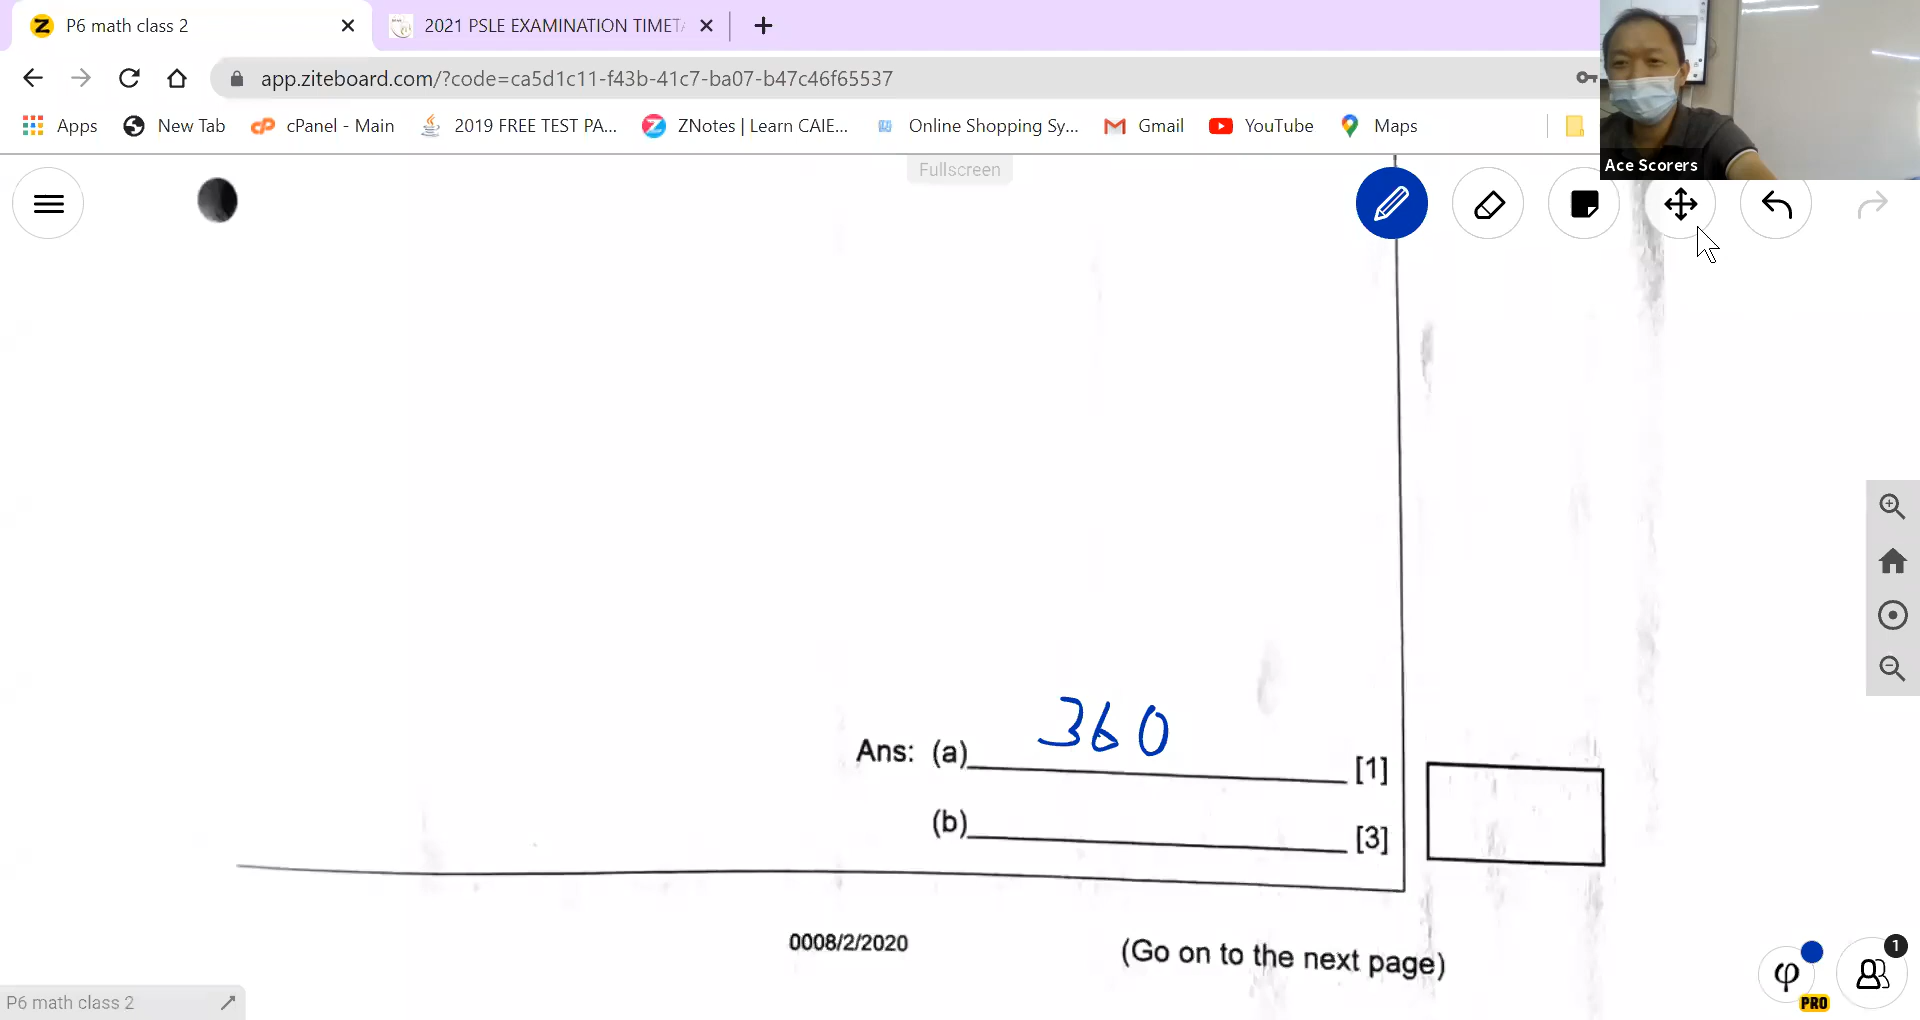 P6 math class 2
2021 PSLE EXAMINATION TIMETA
app.ziteboard.com/?code=ca5d1c11-f43b-41c7-ba07-b47c46f65537
Apps New Tab cPanel - Main 2019 FREE TEST PA... ZNotes | Learn CAIE... Online Shopping Sy... Gmail YouTube Maps
Ace Scorers
Fullscreen
360
Ans: (a) [1]
(b) [3]
0008/2/2020
(Go on to the next page)
1
φ
PRO
P6 math class 2